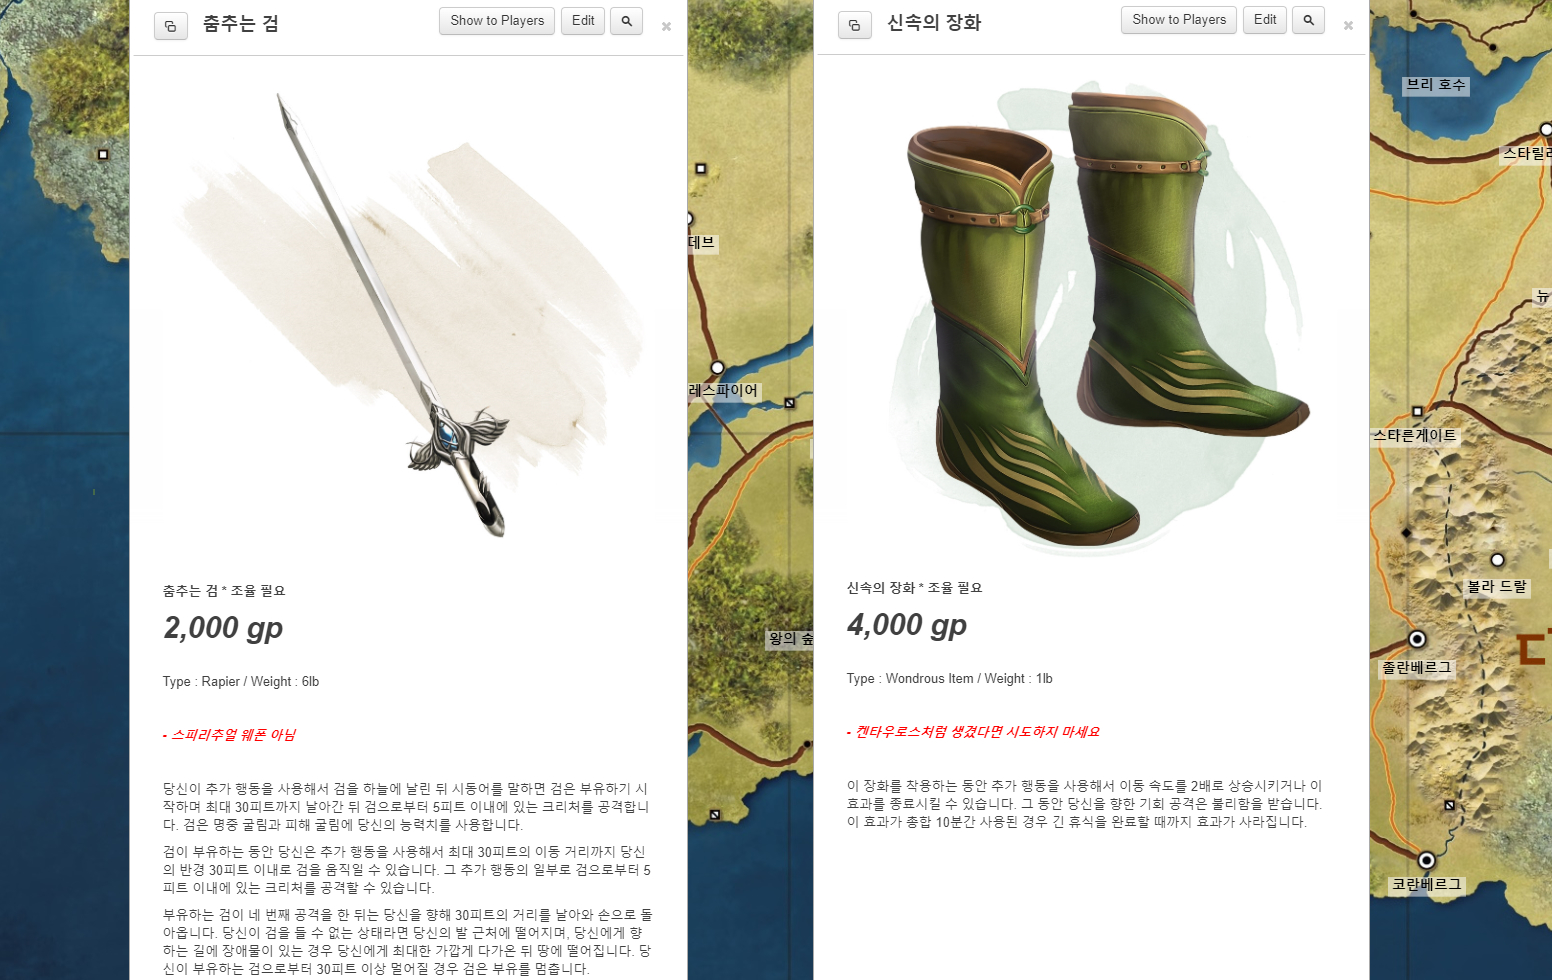 춤추는 검
Show to Players
Edit
춤추는 검 * 조율 필요
2,000 gp
Type : Rapier / Weight : 6lb
- 스피리추얼 웨폰 아님
당신이 추가 행동을 사용해서 검을 하늘에 날린 뒤 시동어를 말하면 검은 부유하기 시
작하며 최대 30피트까지 날아간 뒤 검으로부터 5피트 이내에 있는 크리처를 공격합니
다. 검은 명중 굴림과 피해 굴림에 당신의 능력치를 사용합니다.
검이 부유하는 동안 당신은 추가 행동을 사용해서 최대 30피트의 이동 거리까지 당신
의 반경 30피트 이내로 검을 움직일 수 있습니다. 그 추가 행동의 일부로 검으로부터 5
피트 이내에 있는 크리처를 공격할 수 있습니다.
부유하는 검이 네 번째 공격을 한 뒤는 당신을 향해 30피트의 거리를 날아와 손으로 돌
아옵니다. 당신이 검을 들 수 없는 상태라면 당신의 발 근처에 떨어지며, 당신에게 향
하는 길에 장애물이 있는 경우 당신에게 최대한 가깝게 다가온 뒤 땅에 떨어집니다. 당
신이 부유하는 검으로부터 30피트 이상 멀어질 경우 검은 부유를 멈춥니다.
데브
레스파이어
왕의 숲
신속의 장화
Show to Players
Edit
신속의 장화 * 조율 필요
4,000 gp
Type : Wondrous Item / Weight : 1lb
- 켄타우로스처럼 생겼다면 시도하지 마세요
이 장화를 착용하는 동안 추가 행동을 사용해서 이동 속도를 2배로 상승시키거나 이
효과를 종료시킬 수 있습니다. 그 동안 당신을 향한 기회 공격은 불리함을 받습니다.
이 효과가 총합 10분간 사용된 경우 긴 휴식을 완료할 때까지 효과가 사라집니다.
브리 호수
스타릴
뉴
스타른게이트
볼라 드랄
졸란베르그
코란베르그